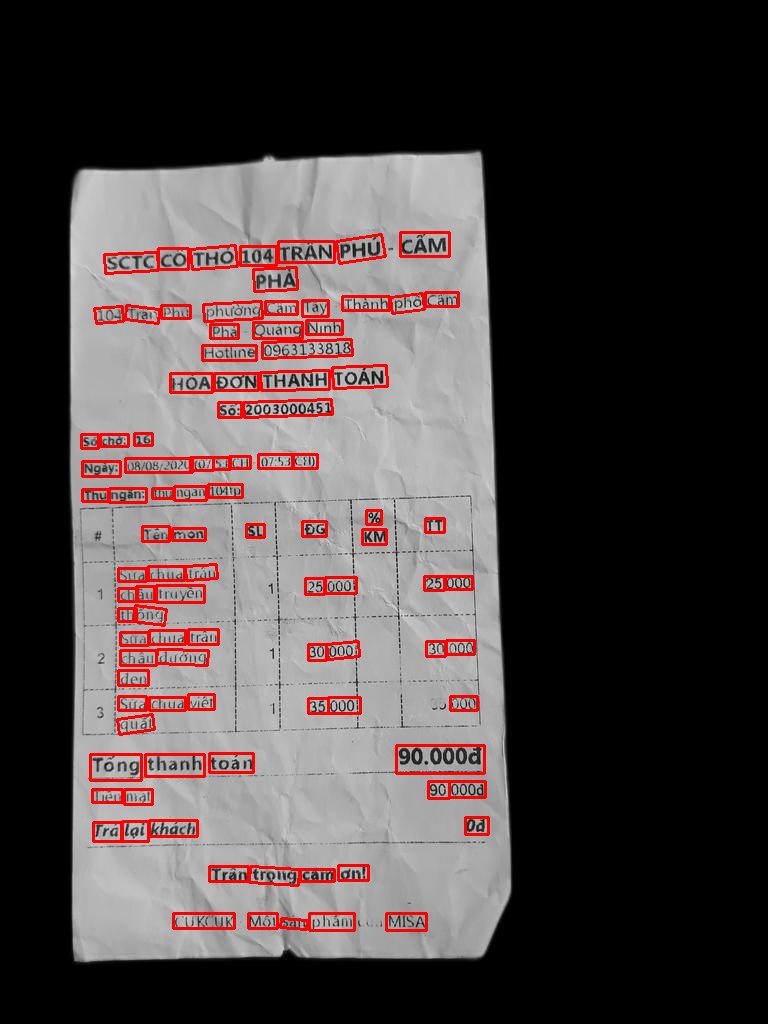 SCTC CÔ THỎ 104 TRẦN PHÚ - CẨM
PHẢ
104 Trần Phú - phường Cẩm Tây - Thành phố Cẩm
Phả - Quảng Ninh
Hotline 0963133818
HÓA ĐƠN THANH TOÁN
Số: 2003000451
Số chờ: 16
Ngày: 08/08/2020 (07:53 CH - 07:53 CH)
Thu ngân: thu ngân 104tp
# Tên món SL ĐG % KM TT
1 Sữa chua trân châu truyền thống 1 25.000 25.000
2 Sữa chua trân châu đường đen 1 30.000 30.000
3 Sữa chua việt quất 1 35.000 35.000
Tổng thanh toán 90.000đ
Tiền mặt 90.000đ
Trả lại khách 0đ
Trân trọng cảm ơn!
CUKCUK - Một sản phẩm của MISA